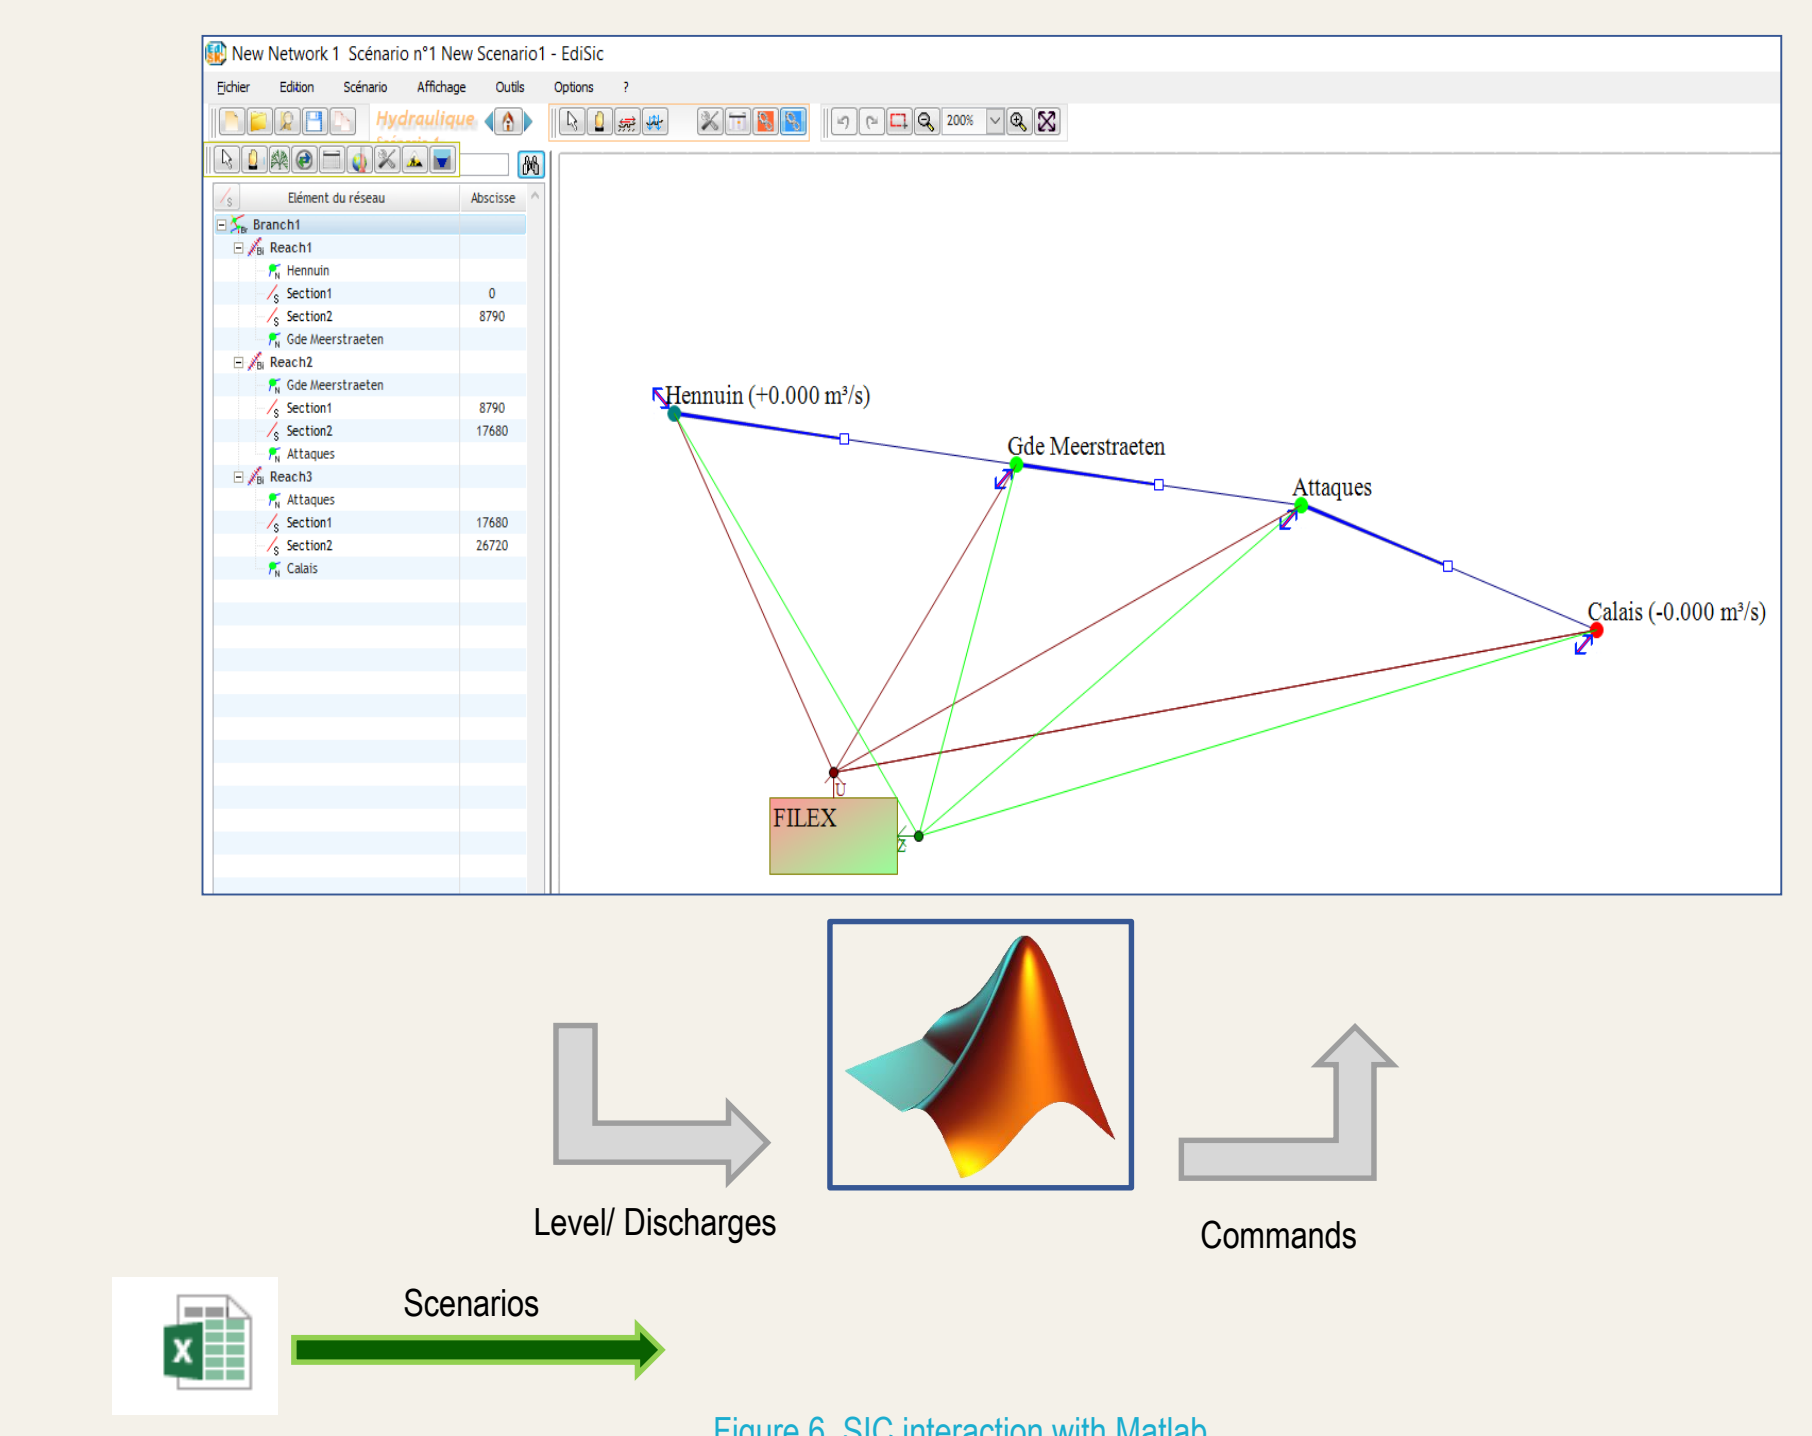 New Network 1 Scénario n°1 New Scenario1 - EdiSic
Fichier Edition Scénario Affichage Outils Options ?
Hydraulique
200%
Elément du réseau Abscisse
Branch1
Reach1
Hennuin
Section1 0
Section2 8790
Gde Meerstraeten
Reach2
Gde Meerstraeten
Section1 8790
Section2 17680
Attaques
Reach3
Attaques
Section1 17680
Section2 26720
Calais
Hennuin (+0.000 m³/s)
Gde Meerstraeten
Attaques
Calais (-0.000 m³/s)
U
FILEX
Z
Level/ Discharges
Commands
Scenarios
X
Figure 6. SIC interaction with Matlab